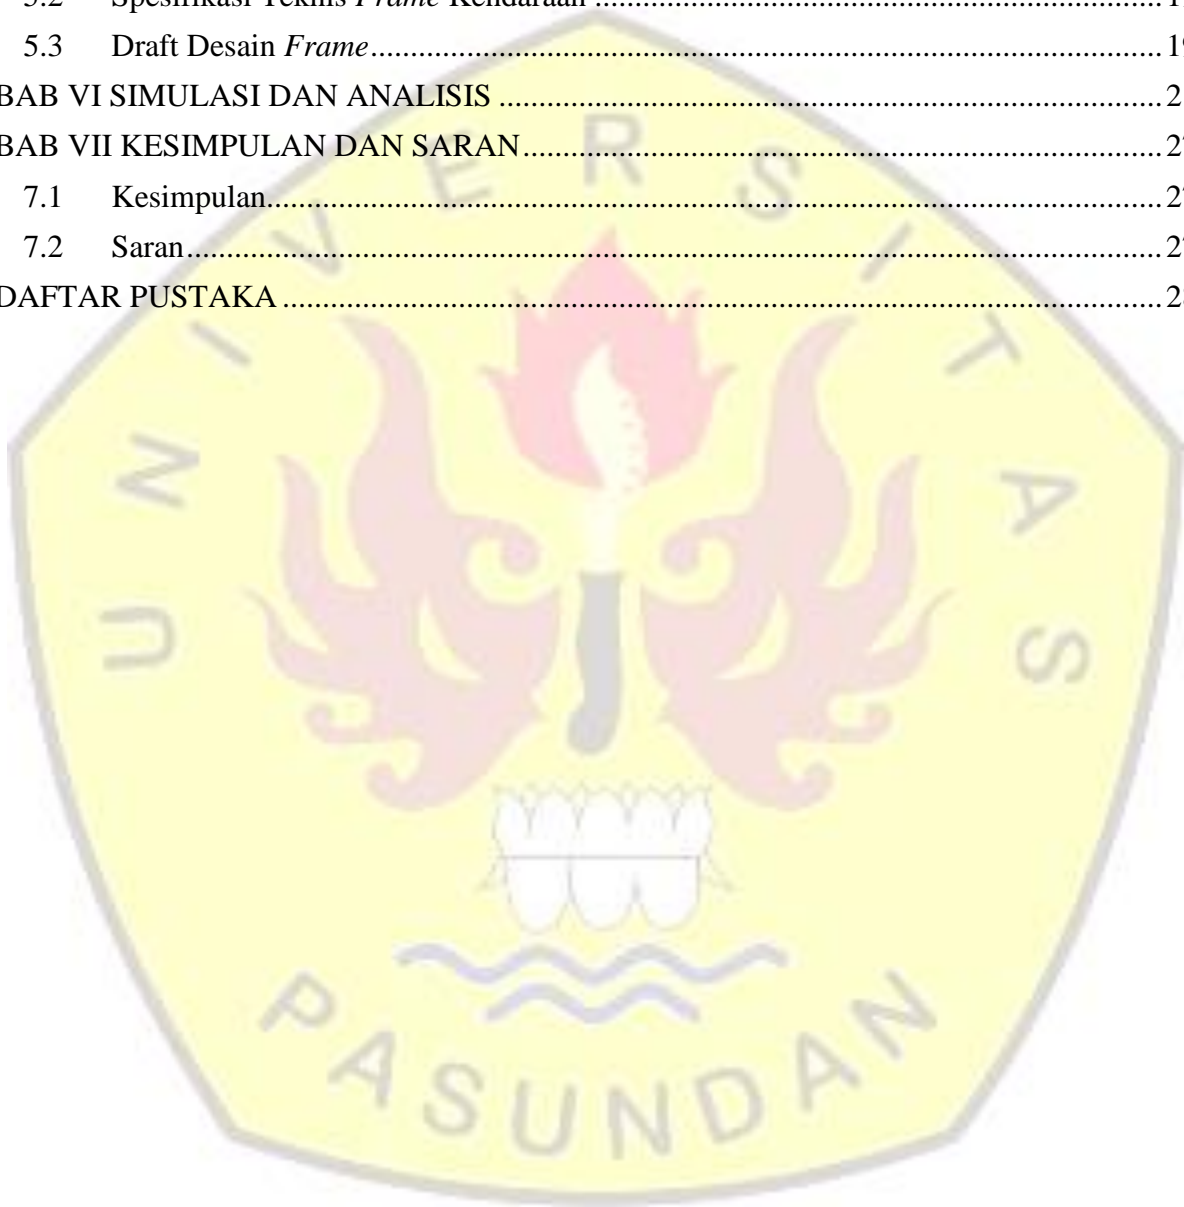 5.2 Spesifikasi Teknis Frame Kendaraan
5.3 Draft Desain Frame
BAB VI SIMULASI DAN ANALISIS
BAB VII KESIMPULAN DAN SARAN
7.1 Kesimpulan
7.2 Saran
DAFTAR PUSTAKA
UNIVERSITAS
PASUNDAN